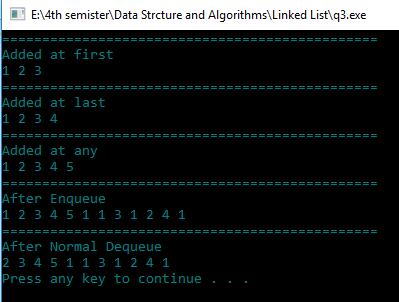 E:\4th semister\Data Strcture and Algorithms\Linked List\q3.exe
===============================================
Added at first
1 2 3
===============================================
Added at last
1 2 3 4
===============================================
Added at any
1 2 3 4 5
===============================================
After Enqueue
1 2 3 4 5 1 1 3 1 2 4 1
===============================================
After Normal Dequeue
2 3 4 5 1 1 3 1 2 4 1
Press any key to continue . . .